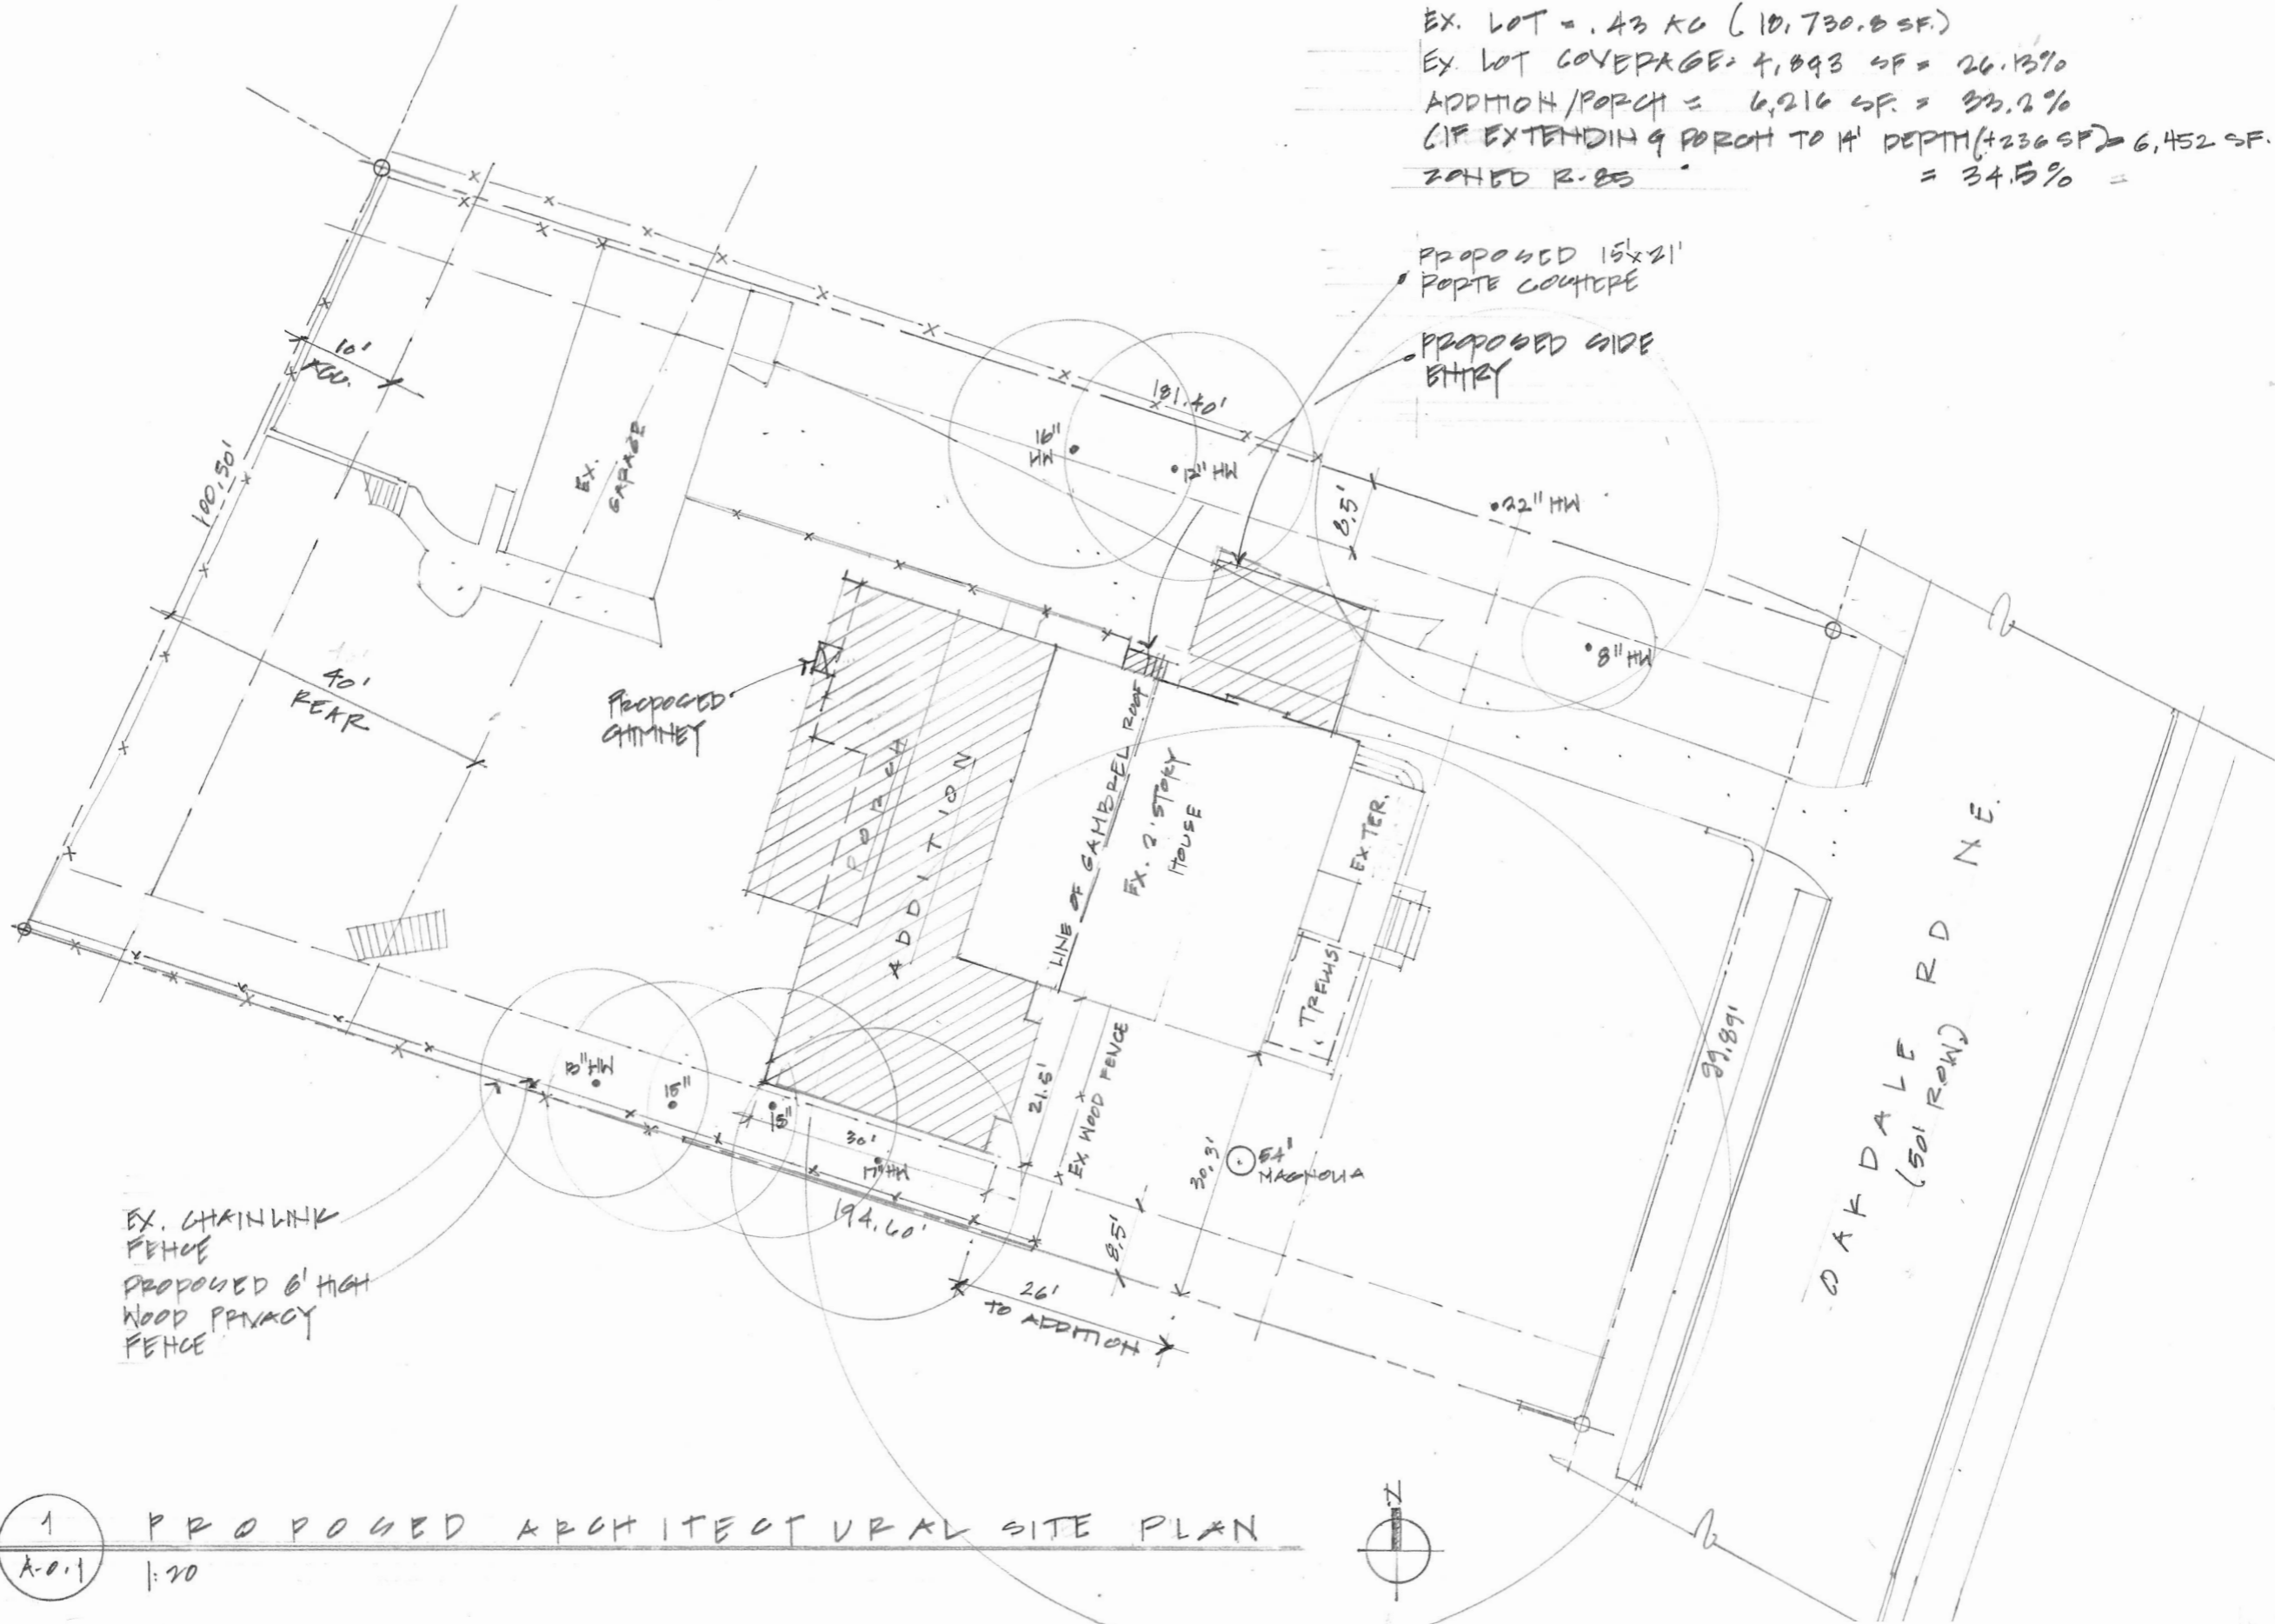 EX. LOT = .43 AC (18,730.8 SF.)
EX. LOT COVERAGE: 4,893 SF = 26.13%
ADDITION/PORCH = 6,216 SF. = 33.2%
(IF EXTENDING PORCH TO 14' DEPTH (+236 SF) = 6,452 SF.
ZONED R-85 = 34.5% =
PROPOSED 15'x21'
PORTE COCHERE
PROPOSED SIDE
ENTRY
181.40'
10'
ACC.
100.50'
EX.
GARAGE
16"
HW
12" HW
8.5'
22" HW
8" HW
40'
REAR
PROPOSED
CHIMNEY
PORCH
ADDITION
LINE OF GAMBREL ROOF
EX. 2.5 STORY
HOUSE
EX. TER.
TRELLIS
OAKDALE RD NE.
(50' R.O.W.)
99.89'
18" HW
15"
15"
30'
17" HW
21.5'
EX. WOOD FENCE
30.3'
54"
MAGNOLIA
8.5'
194.60'
26'
TO ADDITION
EX. CHAINLINK
FENCE
PROPOSED 6' HIGH
WOOD PRIVACY
FENCE
1
A-0.1
PROPOSED ARCHITECTURAL SITE PLAN
1:20
N